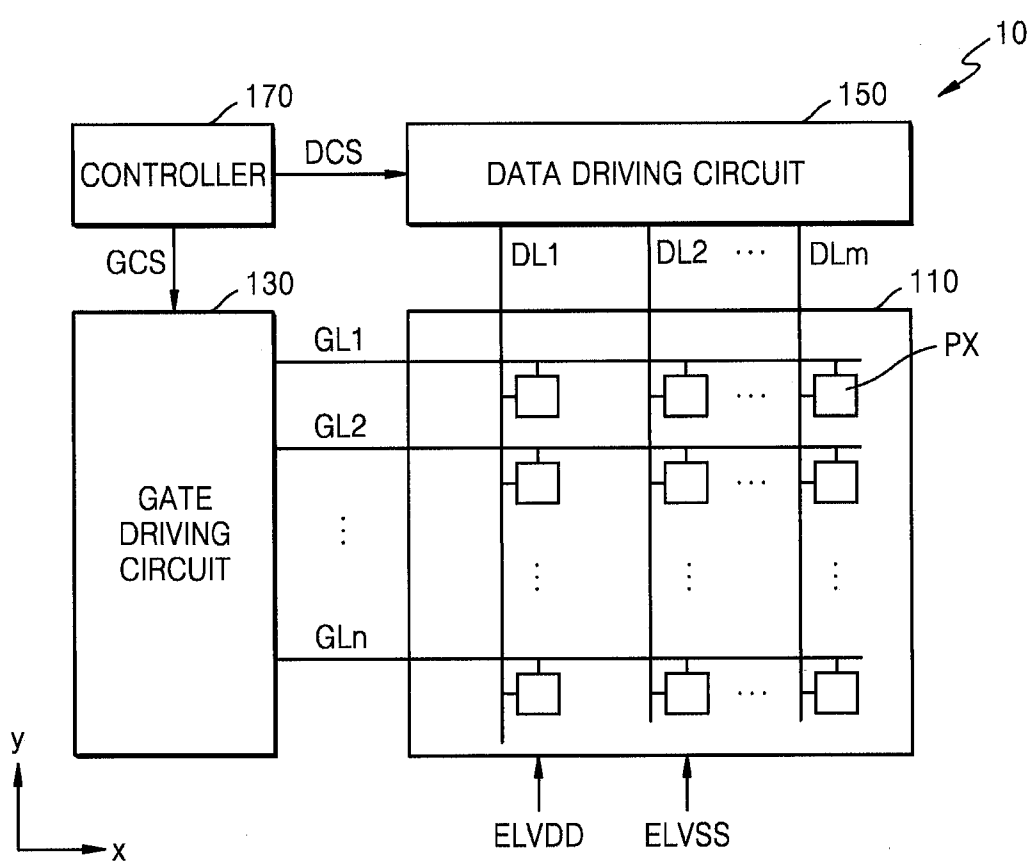 10
170
150
CONTROLLER
DCS
DATA DRIVING CIRCUIT
GCS
DL1
DL2
...
DLm
130
110
GL1
PX
...
GL2
...
GATE
DRIVING
CIRCUIT
GLn
...
y
x
ELVDD
ELVSS